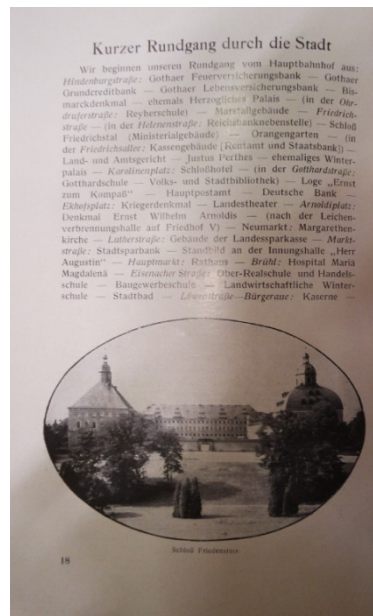 Kurzer Rundgang durch die Stadt
Wir beginnen unseren Rundgang vom Hauptbahnhof aus:
Hindenburgstraße: Gothaer Feuerversicherungsbank — Gothaer
Grundcreditbank — Gothaer Lebensversicherungsbank — Bis-
marckdenkmal — ehemals Herzogliches Palais — (in der Ohr-
druferstraße: Reyherschule) — Marstallgebäude — Friedrich-
straße — (in der Helenenstraße: Reichsbanknebenstelle) — Schloß
Friedrichstal (Ministerialgebäude) — Orangengarten — (in
der Friedrichsallee: Kassengebäude [Rentamt und Staatsbank]) —
Land- und Amtsgericht — Justus Perthes — ehemaliges Winter-
palais — Karolinenplatz: Schloßhotel — (in der Gotthardstraße:
Gotthardschule — Volks- und Stadtbibliothek) — Loge „Ernst
zum Kompaß“ — Hauptpostamt — Deutsche Bank —
Ekhofplatz: Kriegerdenkmal — Landestheater — Arnoldiplatz:
Denkmal Ernst Wilhelm Arnoldis — (nach der Leichen-
verbrennungshalle auf Friedhof V) — Neumarkt: Margarethen-
kirche — Lutherstraße: Gebäude der Landessparkasse — Markt-
straße: Stadtsparbank — Standbild an der Innungshalle „Herr
Augustin“ — Hauptmarkt: Rathaus — Brühl: Hospital Mariä
Magdalenä — Eisenacher Straße: Ober-Realschule und Handels-
schule — Baugewerbeschule — Landwirtschaftliche Winter-
schule — Stadtbad — Löwenstraße—Bürgeraue: Kaserne —
Schloß Friedenstein
18